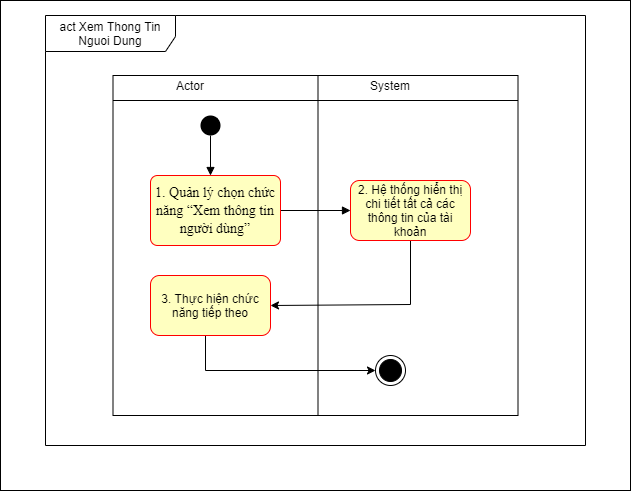 act Xem Thong Tin
Nguoi Dung
Actor
System
1. Quản lý chọn chức
năng “Xem thông tin
người dùng”
2. Hệ thống hiển thị
chi tiết tất cả các
thông tin của tài
khoản
3. Thực hiện chức
năng tiếp theo